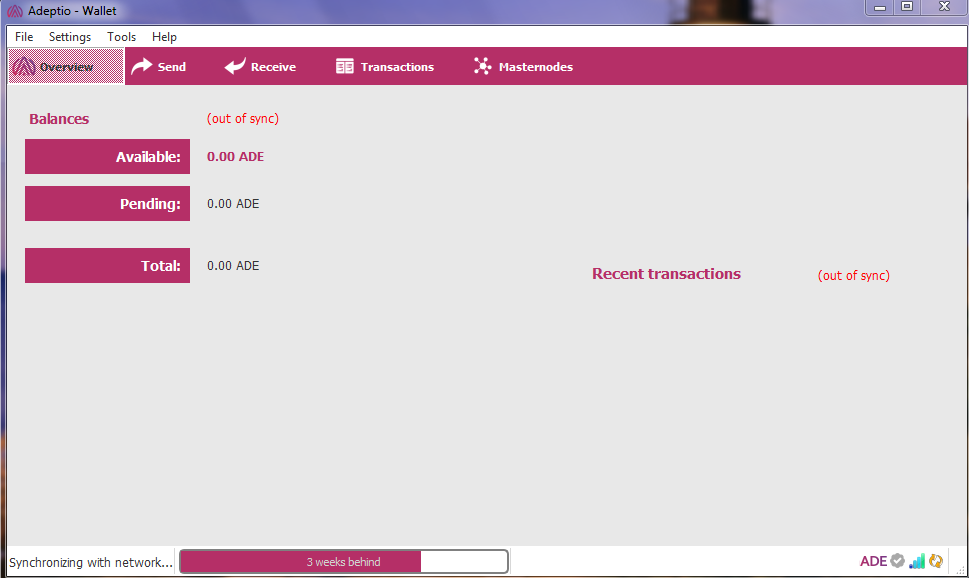 Adeptio - Wallet
File Settings Tools Help
Overview Send Receive Transactions Masternodes
Balances (out of sync)
Available: 0.00 ADE
Pending: 0.00 ADE
Total: 0.00 ADE
Recent transactions (out of sync)
Synchronizing with network... 3 weeks behind ADE